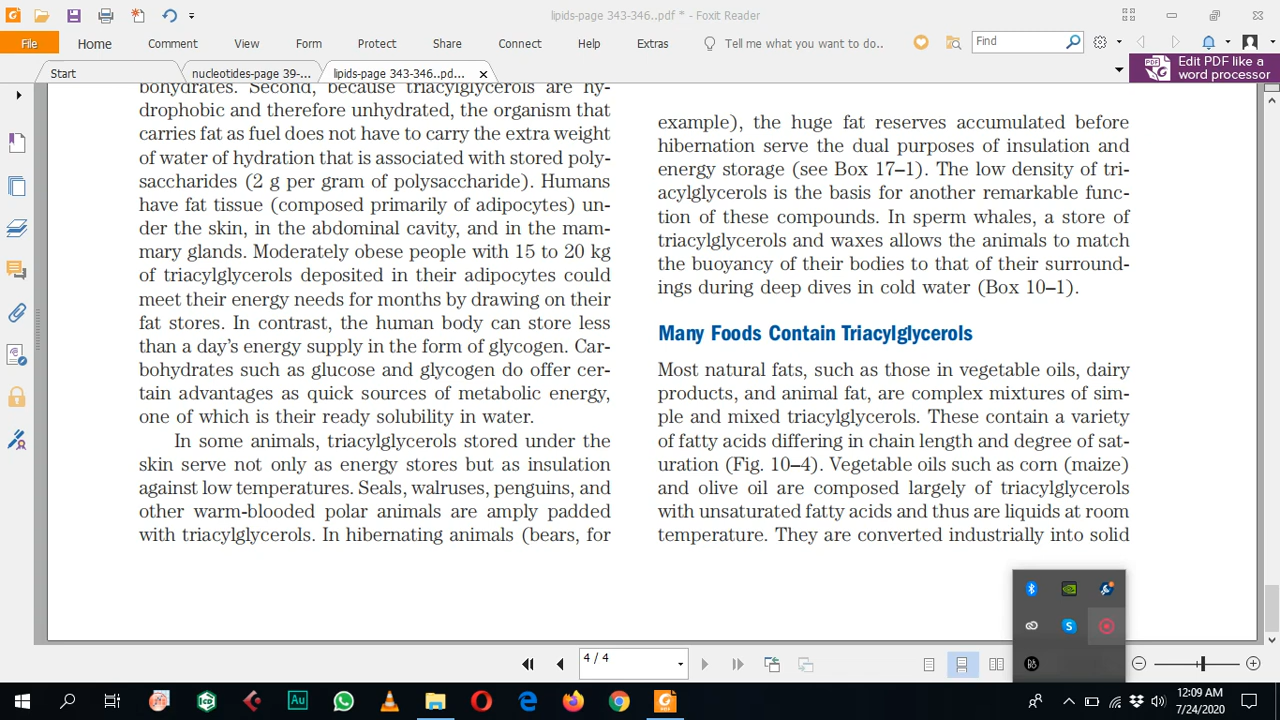 lipids-page 343-346..pdf * - Foxit Reader
File
Home
Comment
View
Form
Protect
Share
Connect
Help
Extras
Tell me what you want to do..
Find
Start
nucleotides-page 39-...
lipids-page 343-346..pd...
Edit PDF like a
word processor
bohydrates. Second, because triacylglycerols are hy-
drophobic and therefore unhydrated, the organism that
carries fat as fuel does not have to carry the extra weight
of water of hydration that is associated with stored poly-
saccharides (2 g per gram of polysaccharide). Humans
have fat tissue (composed primarily of adipocytes) un-
der the skin, in the abdominal cavity, and in the mam-
mary glands. Moderately obese people with 15 to 20 kg
of triacylglycerols deposited in their adipocytes could
meet their energy needs for months by drawing on their
fat stores. In contrast, the human body can store less
than a day's energy supply in the form of glycogen. Car-
bohydrates such as glucose and glycogen do offer cer-
tain advantages as quick sources of metabolic energy,
one of which is their ready solubility in water.
In some animals, triacylglycerols stored under the
skin serve not only as energy stores but as insulation
against low temperatures. Seals, walruses, penguins, and
other warm-blooded polar animals are amply padded
with triacylglycerols. In hibernating animals (bears, for
example), the huge fat reserves accumulated before
hibernation serve the dual purposes of insulation and
energy storage (see Box 17–1). The low density of tri-
acylglycerols is the basis for another remarkable func-
tion of these compounds. In sperm whales, a store of
triacylglycerols and waxes allows the animals to match
the buoyancy of their bodies to that of their surround-
ings during deep dives in cold water (Box 10–1).
Many Foods Contain Triacylglycerols
Most natural fats, such as those in vegetable oils, dairy
products, and animal fat, are complex mixtures of sim-
ple and mixed triacylglycerols. These contain a variety
of fatty acids differing in chain length and degree of sat-
uration (Fig. 10–4). Vegetable oils such as corn (maize)
and olive oil are composed largely of triacylglycerols
with unsaturated fatty acids and thus are liquids at room
temperature. They are converted industrially into solid
4 / 4
Au
12:09 AM
7/24/2020